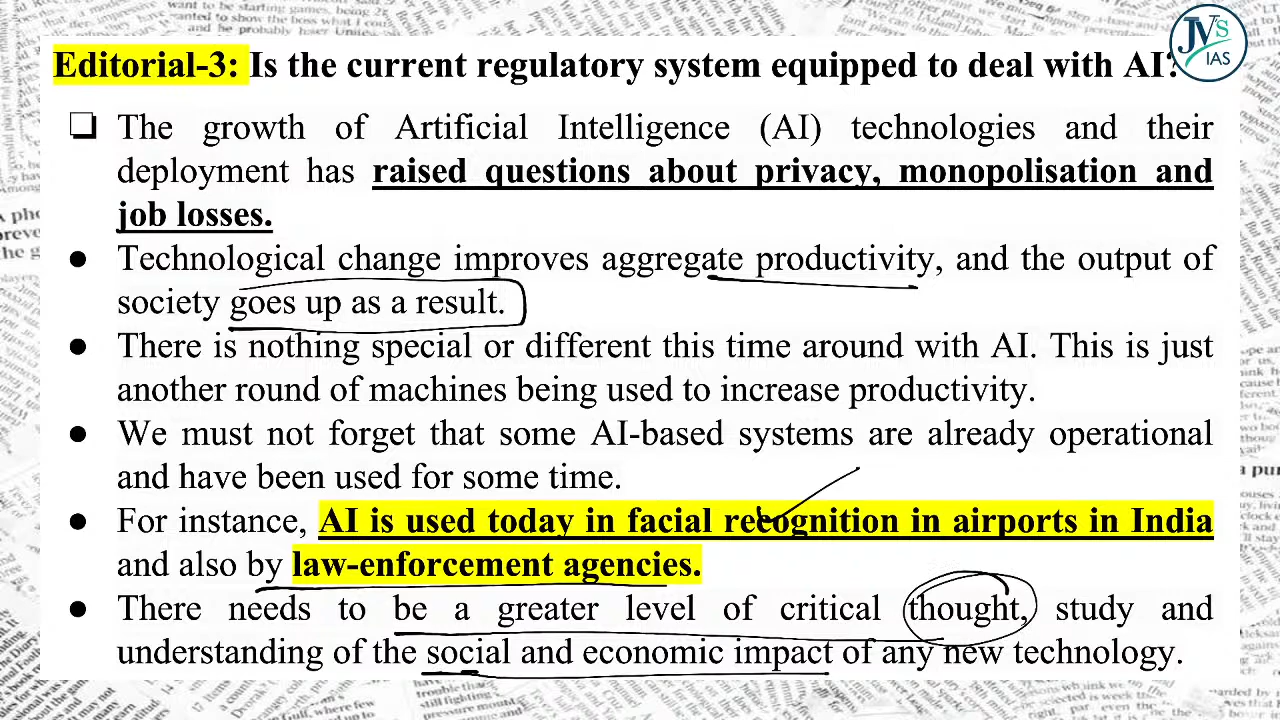 Editorial-3: Is the current regulatory system equipped to deal with AI?
JV'S
IAS
❑ The growth of Artificial Intelligence (AI) technologies and their
deployment has raised questions about privacy, monopolisation and
job losses.
● Technological change improves aggregate productivity, and the output of
society goes up as a result.
● There is nothing special or different this time around with AI. This is just
another round of machines being used to increase productivity.
● We must not forget that some AI-based systems are already operational
and have been used for some time.
● For instance, AI is used today in facial recognition in airports in India
and also by law-enforcement agencies.
● There needs to be a greater level of critical thought, study and
understanding of the social and economic impact of any new technology.